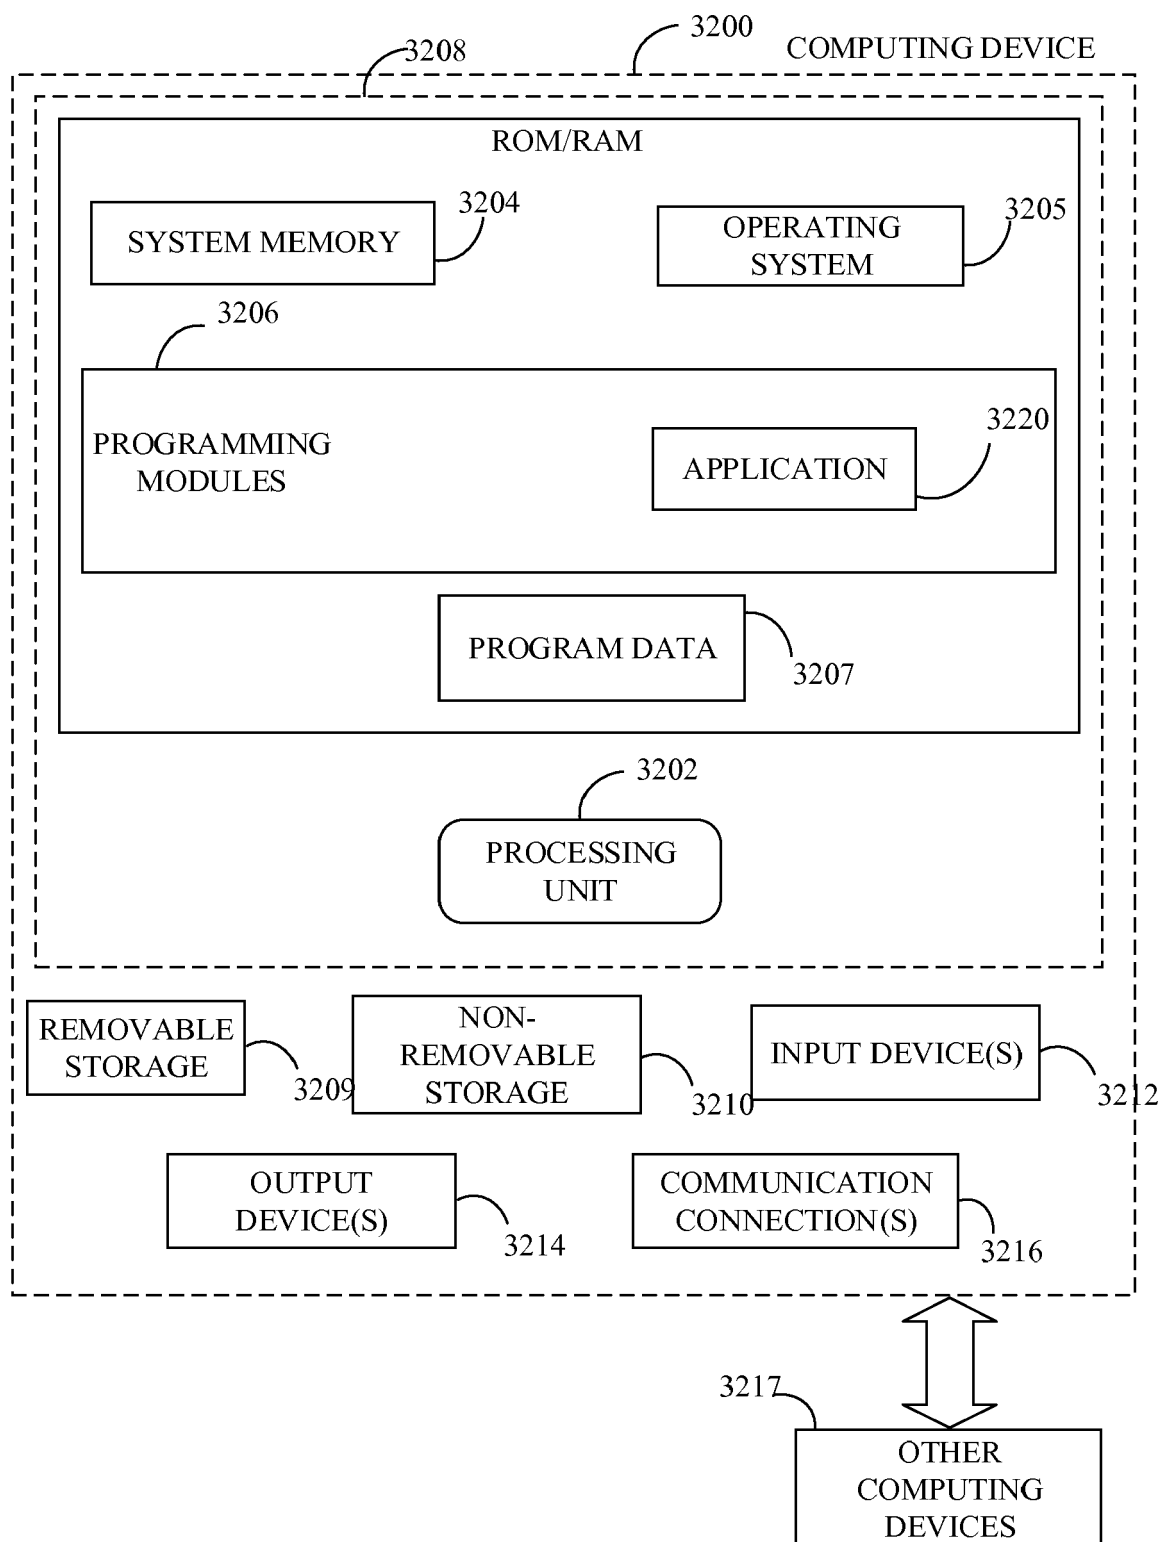 3200
COMPUTING DEVICE
3208
ROM/RAM
SYSTEM MEMORY
3204
OPERATING
SYSTEM
3205
3206
PROGRAMMING
MODULES
APPLICATION
3220
PROGRAM DATA
3207
3202
PROCESSING
UNIT
REMOVABLE
STORAGE
3209
NON-
REMOVABLE
STORAGE
3210
INPUT DEVICE(S)
3212
OUTPUT
DEVICE(S)
3214
COMMUNICATION
CONNECTION(S)
3216
3217
OTHER
COMPUTING
DEVICES